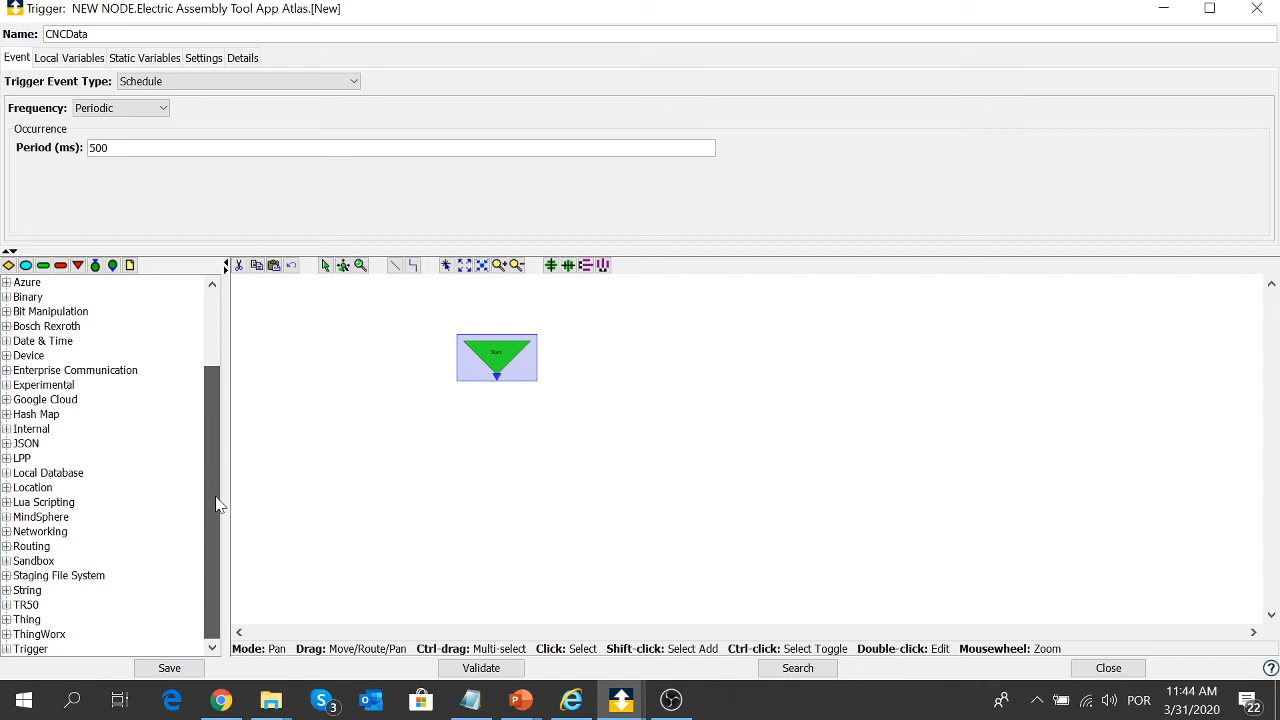 Trigger: NEW NODE.Electric Assembly Tool App Atlas.[New]
Name: CNCData
Event Local Variables Static Variables Settings Details
Trigger Event Type: Schedule
Frequency: Periodic
Occurrence
Period (ms): 500
Azure
Binary
Bit Manipulation
Bosch Rexroth
Date & Time
Device
Enterprise Communication
Experimental
Google Cloud
Hash Map
Internal
JSON
LPP
Local Database
Location
Lua Scripting
MindSphere
Networking
Routing
Sandbox
Staging File System
String
TR50
Thing
ThingWorx
Trigger
Start
Mode: Pan Drag: Move/Route/Pan Ctrl-drag: Multi-select Click: Select Shift-click: Select Add Ctrl-click: Select Toggle Double-click: Edit Mousewheel: Zoom
Save Validate Search Close
3
POR
11:44 AM
3/31/2020
22